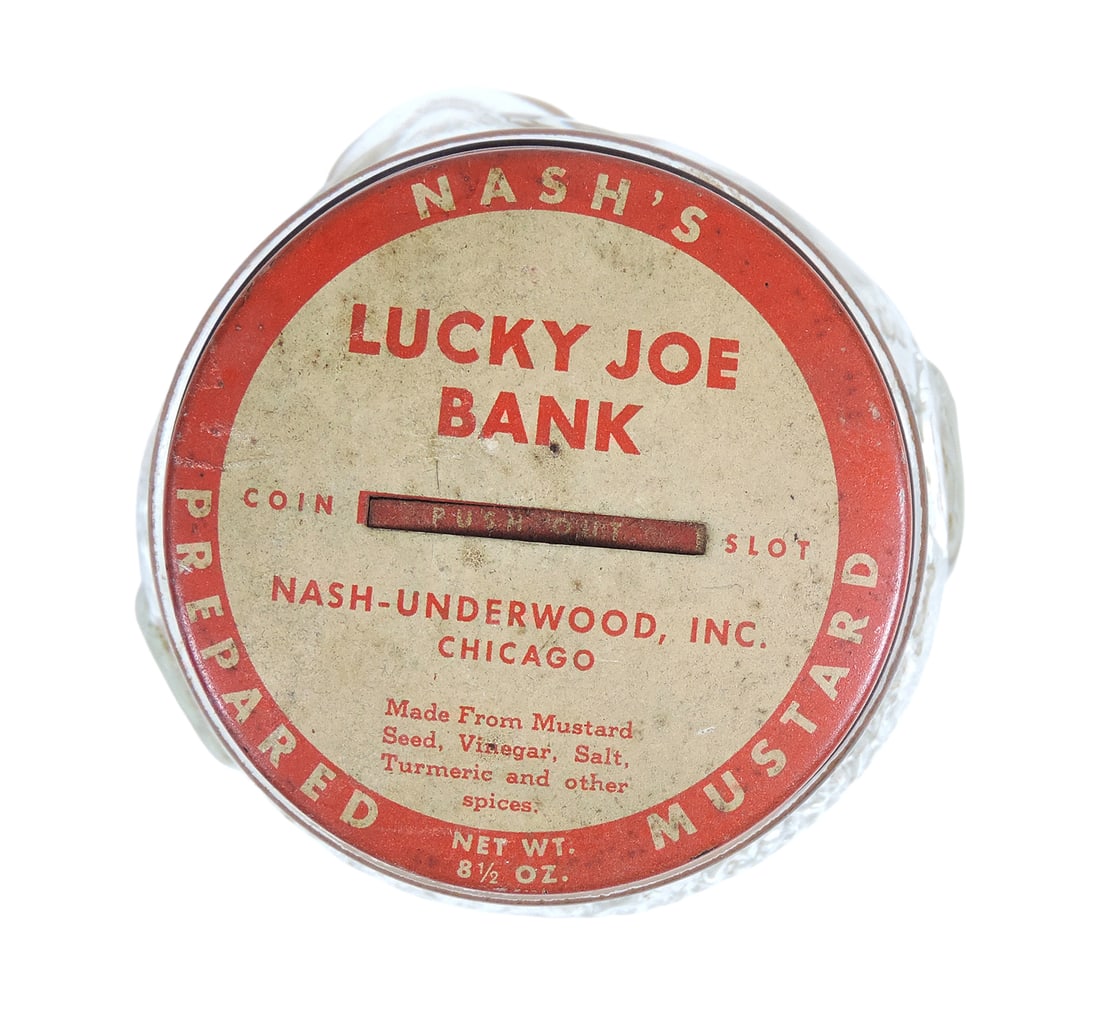 NASH'S
LUCKY JOE
BANK
COIN PUSH OUT SLOT
NASH-UNDERWOOD, INC.
CHICAGO
Made From Mustard
Seed, Vinegar, Salt,
Turmeric and other
spices.
PREPARED MUSTARD
NET WT.
8½ OZ.